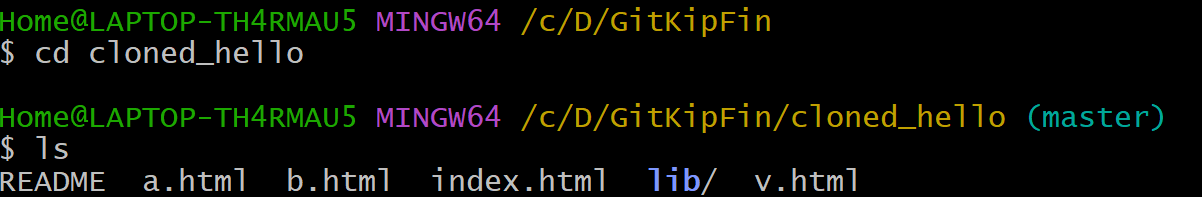 Home@LAPTOP-TH4RMAU5 MINGW64 /c/D/GitKipFin
$ cd cloned_hello
Home@LAPTOP-TH4RMAU5 MINGW64 /c/D/GitKipFin/cloned_hello (master)
$ ls
README  a.html  b.html  index.html  lib/  v.html